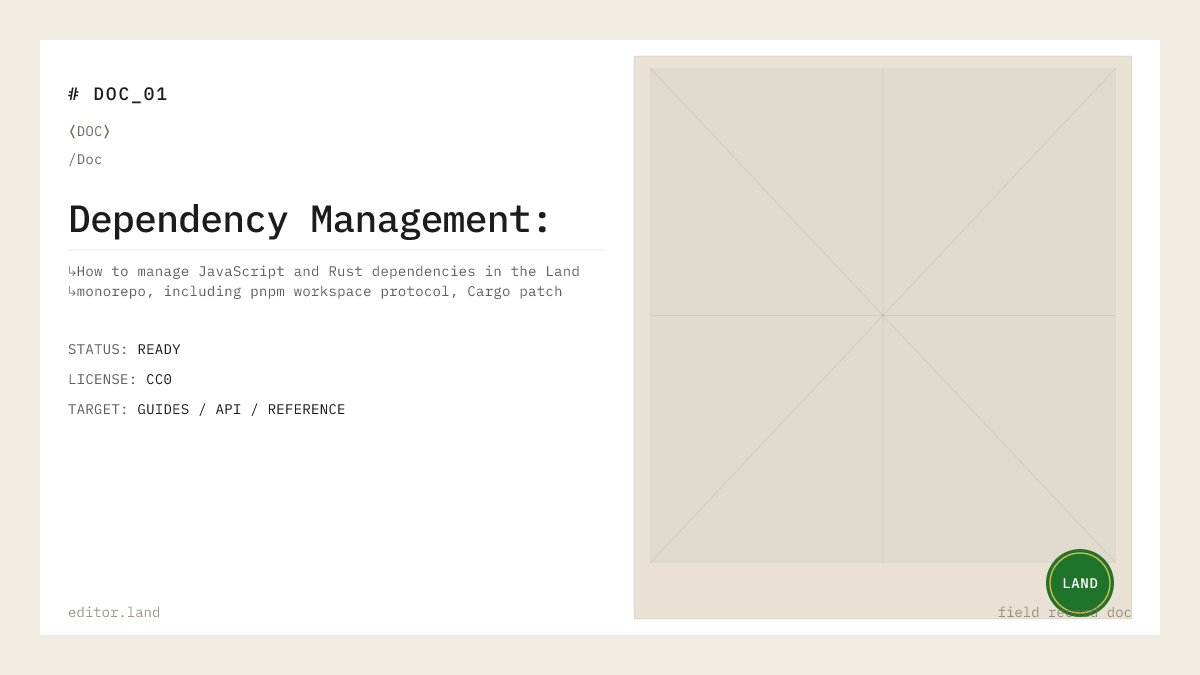 # DOC_01
⟨DOC⟩
/Doc
Dependency Management:
↳How to manage JavaScript and Rust dependencies in the Land
↳monorepo, including pnpm workspace protocol, Cargo patch
STATUS: READY
LICENSE: CC0
TARGET: GUIDES / API / REFERENCE
LAND
editor.land
field record doc